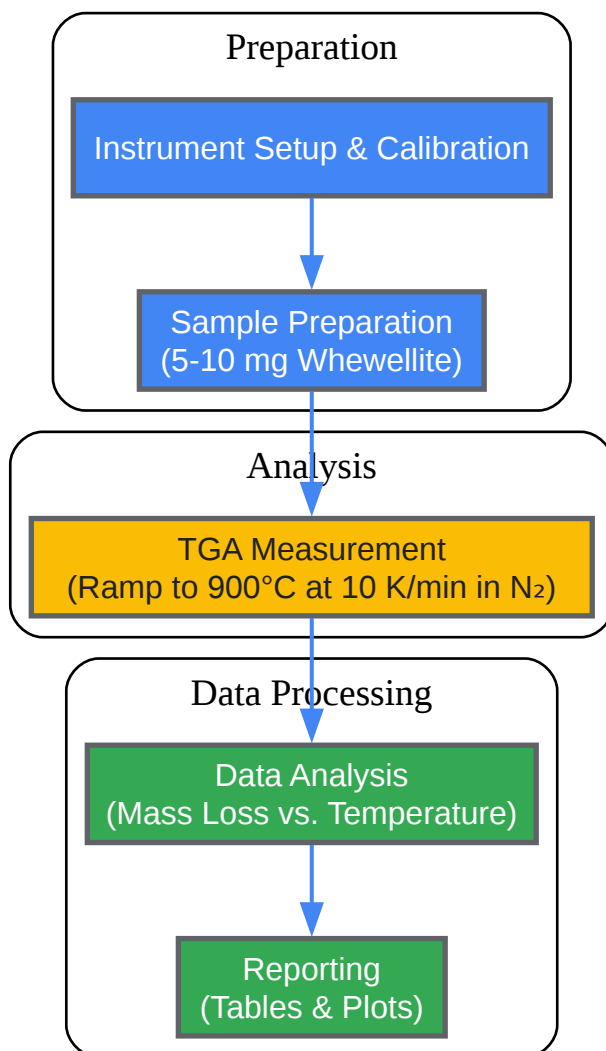 Preparation
Instrument Setup & Calibration
Sample Preparation
(5-10 mg Whewellite)
Analysis
TGA Measurement
(Ramp to 900°C at 10 K/min in N₂)
Data Processing
Data Analysis
(Mass Loss vs. Temperature)
Reporting
(Tables & Plots)